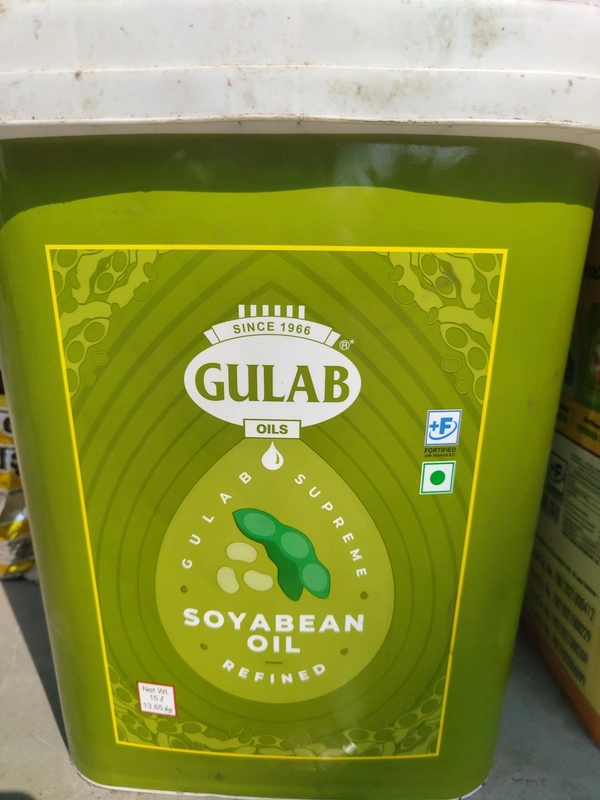 SINCE 1966
GULAB
®*
OILS
+F
FORTIFIED
GULAB SUPREME
SOYABEAN
OIL
REFINED
Net Wt.
15 ℓ
13.65 kg